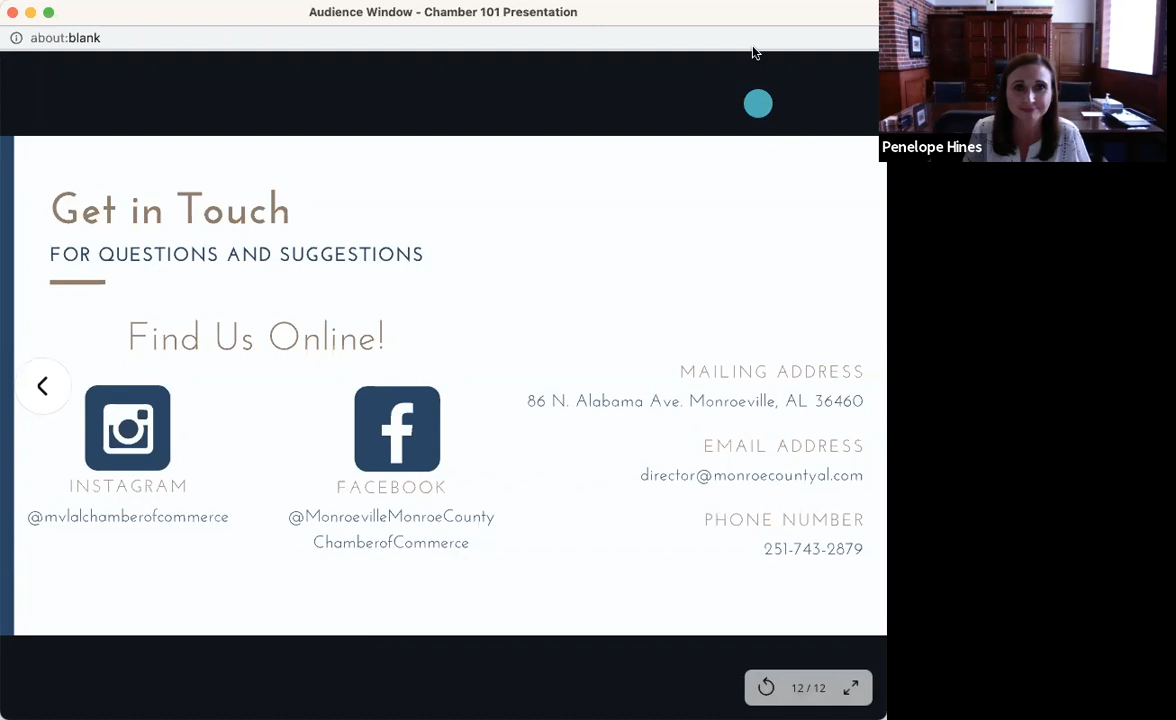 Audience Window - Chamber 101 Presentation
about:blank
Penelope Hines
Get in Touch
FOR QUESTIONS AND SUGGESTIONS
Find Us Online!
INSTAGRAM
@mvlalchamberofcommerce
FACEBOOK
@MonroevilleMonroeCounty
ChamberofCommerce
MAILING ADDRESS
86 N. Alabama Ave. Monroeville, AL 36460
EMAIL ADDRESS
director@monroecountyal.com
PHONE NUMBER
251-743-2879
12 / 12